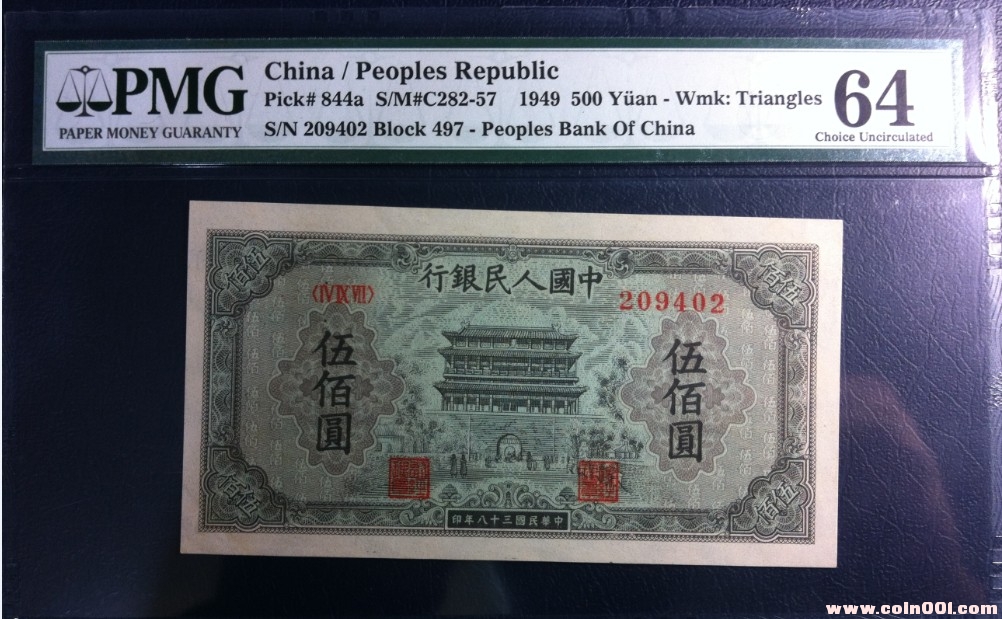 PMG
PAPER MONEY GUARANTY
China / Peoples Republic
Pick# 844a S/M#C282-57 1949 500 Yüan - Wmk: Triangles
S/N 209402 Block 497 - Peoples Bank Of China
64
Choice Uncirculated
行銀民人國中
〈IV IX VII〉
209402
伍佰
伍佰
伍佰圓
伍佰圓
伍佰
伍佰
印年八十三國民華中
www.coin001.com